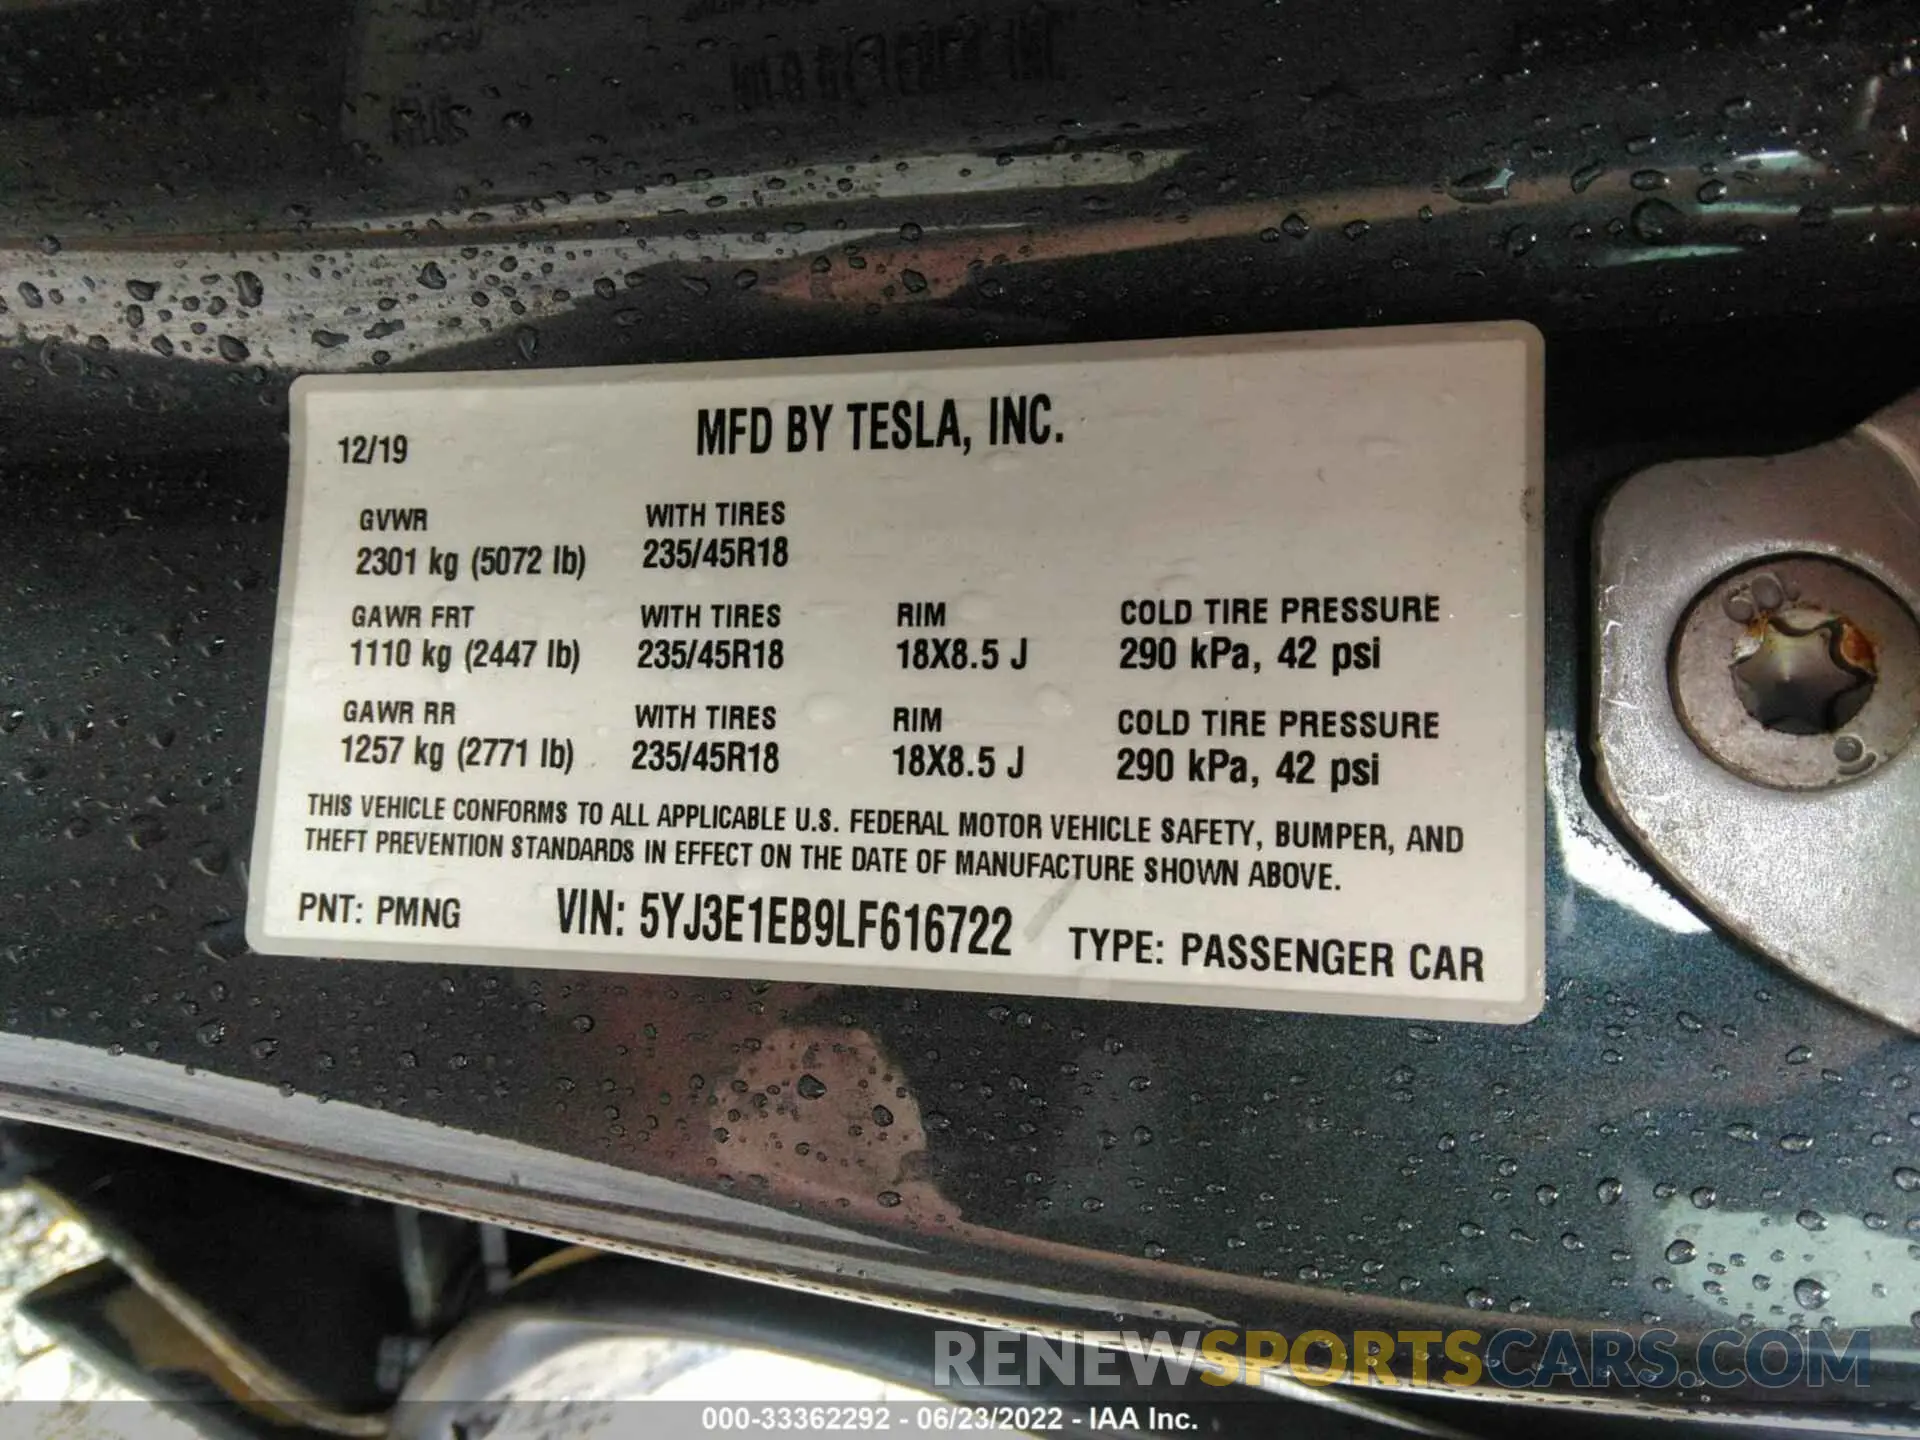 12/19
MFD BY TESLA, INC.
GVWR WITH TIRES
2301 kg (5072 lb) 235/45R18
GAWR FRT WITH TIRES RIM COLD TIRE PRESSURE
1110 kg (2447 lb) 235/45R18 18X8.5 J 290 kPa, 42 psi
GAWR RR WITH TIRES RIM COLD TIRE PRESSURE
1257 kg (2771 lb) 235/45R18 18X8.5 J 290 kPa, 42 psi
THIS VEHICLE CONFORMS TO ALL APPLICABLE U.S. FEDERAL MOTOR VEHICLE SAFETY, BUMPER, AND
THEFT PREVENTION STANDARDS IN EFFECT ON THE DATE OF MANUFACTURE SHOWN ABOVE.
PNT: PMNG VIN: 5YJ3E1EB9LF616722 TYPE: PASSENGER CAR
RENEWSPORTSCARS.COM
000-33362292 - 06/23/2022 - IAA Inc.